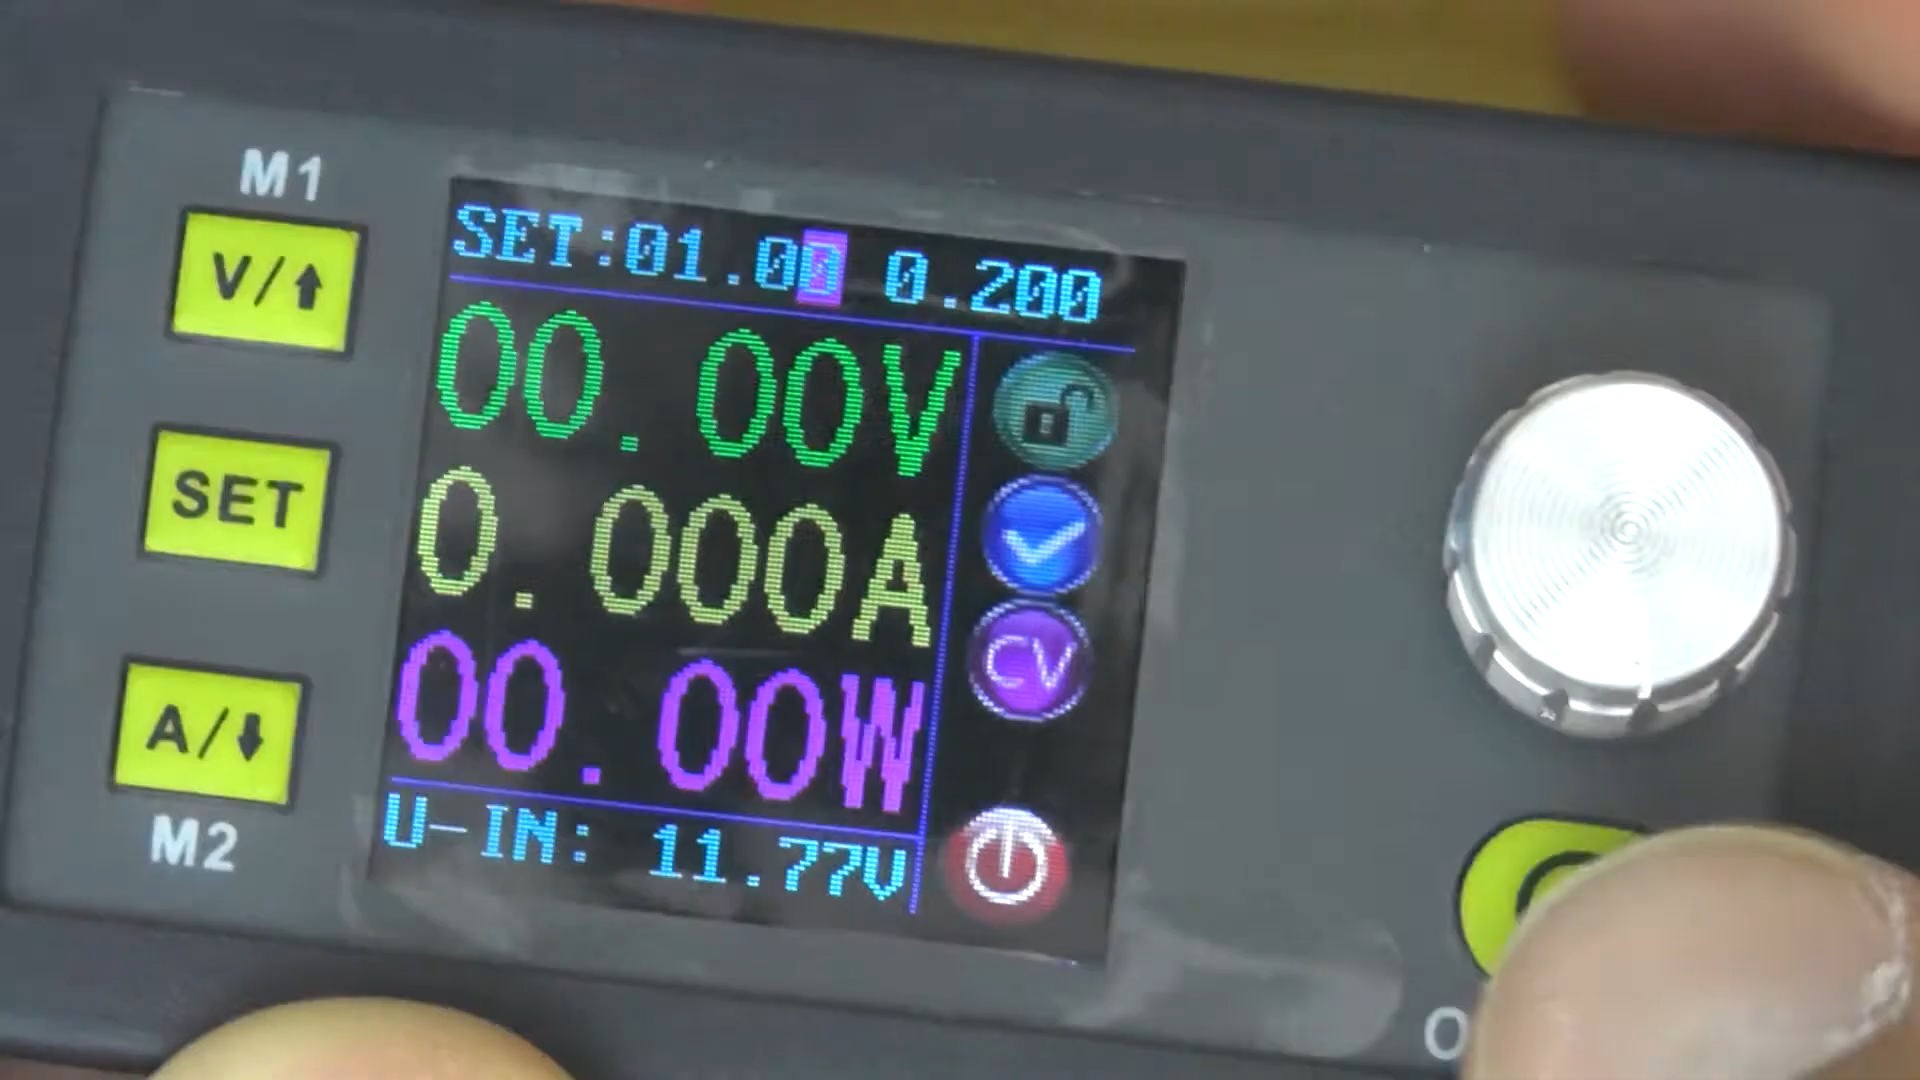 M1
V/⬆
SET
A/⬇
M2
SET:01.00 0.200
00.00V
0.000A
00.00W
U-IN: 11.77V
CV